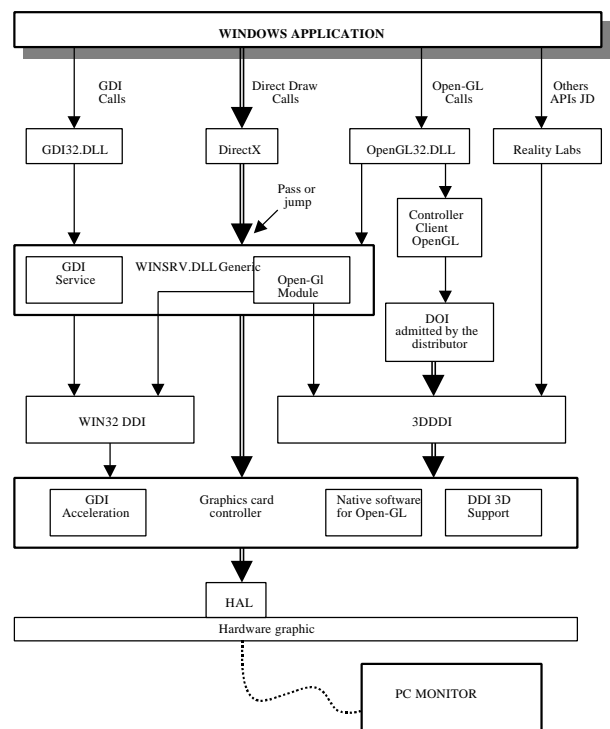 WINDOWS APPLICATION
GDI
Calls
Direct Draw
Calls
Open-GL
Calls
Others
APIs JD
GDI32.DLL
DirectX
OpenGL32.DLL
Reality Labs
Pass or
jump
Controller
Client
OpenGL
GDI
Service
WINSRV.DLL Generic
Open-Gl
Module
DOI
admitted by the
distributor
WIN32 DDI
3DDDI
GDI
Acceleration
Graphics card
controller
Native software
for Open-GL
DDI 3D
Support
HAL
Hardware graphic
PC MONITOR